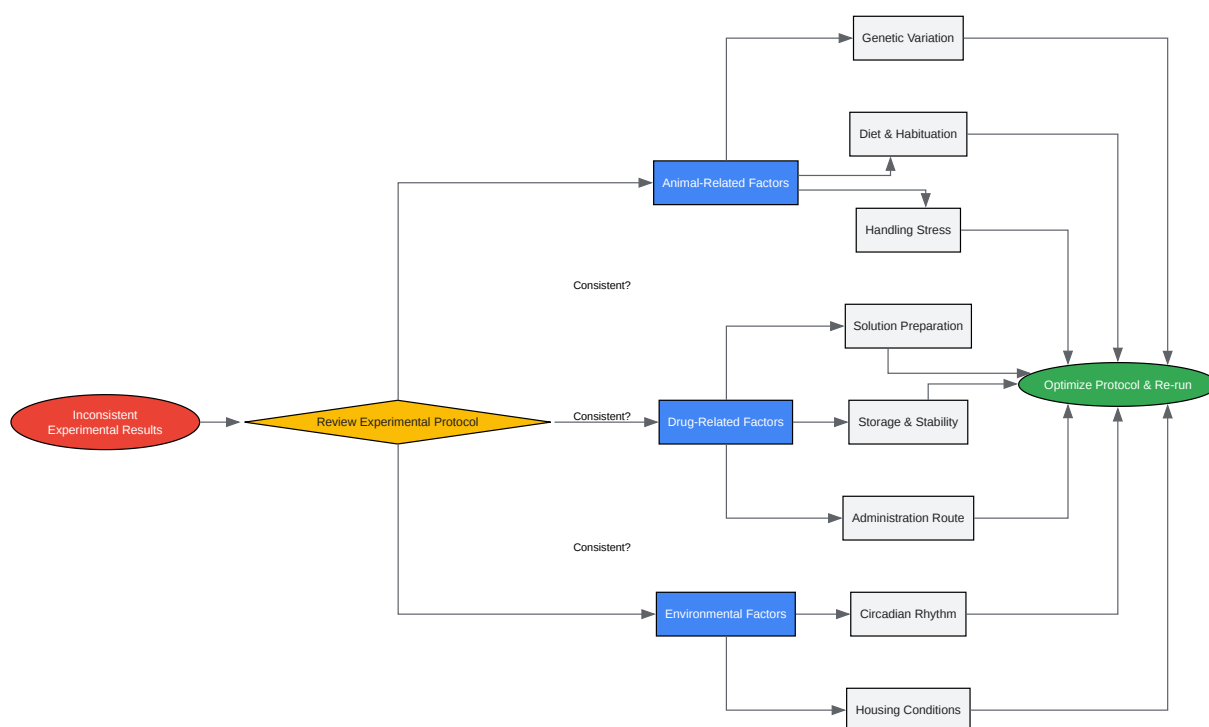 Genetic Variation
Diet & Habituation
Animal-Related Factors
Handling Stress
Consistent?
Solution Preparation
Optimize Protocol & Re-run
Inconsistent
Experimental Results
Review Experimental Protocol
Consistent?
Drug-Related Factors
Storage & Stability
Administration Route
Consistent?
Environmental Factors
Circadian Rhythm
Housing Conditions